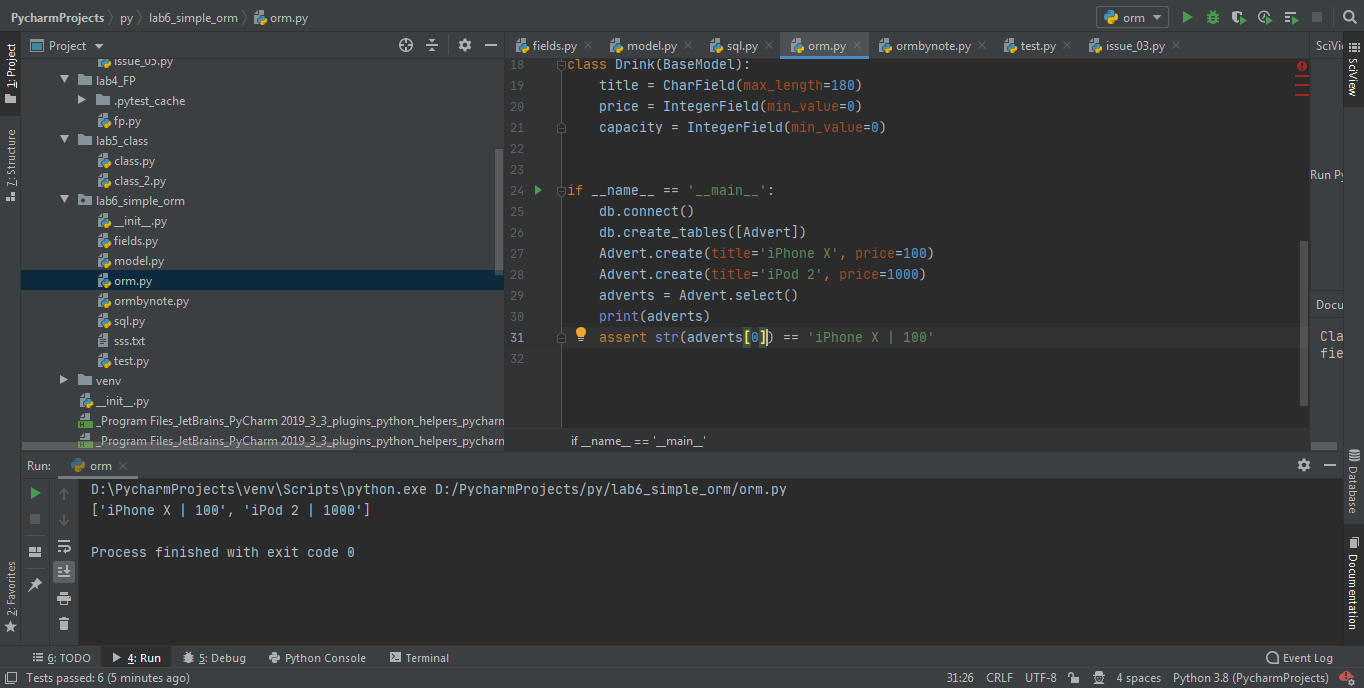 PycharmProjects py lab6_simple_orm orm.py orm
1: Project
7: Structure
2: Favorites
Project
issue_05.py
lab4_FP
.pytest_cache
fp.py
lab5_class
class.py
class_2.py
lab6_simple_orm
__init__.py
fields.py
model.py
orm.py
ormbynote.py
sql.py
sss.txt
test.py
venv
__init__.py
_Program Files_JetBrains_PyCharm 2019_3_3_plugins_python_helpers_pycharm
_Program Files_JetBrains_PyCharm 2019_3_3_plugins_python_helpers_pycharm
fields.py model.py sql.py orm.py ormbynote.py test.py issue_03.py
18 class Drink(BaseModel):
19 title = CharField(max_length=180)
20 price = IntegerField(min_value=0)
21 capacity = IntegerField(min_value=0)
22
23
24 if __name__ == '__main__':
25 db.connect()
26 db.create_tables([Advert])
27 Advert.create(title='iPhone X', price=100)
28 Advert.create(title='iPod 2', price=1000)
29 adverts = Advert.select()
30 print(adverts)
31 assert str(adverts[0]) == 'iPhone X | 100'
32
if __name__ == '__main__'
SciVi
Run Py
Docu
Cla
fie
SciView
Database
Documentation
Run: orm
D:\PycharmProjects\venv\Scripts\python.exe D:/PycharmProjects/py/lab6_simple_orm/orm.py
['iPhone X | 100', 'iPod 2 | 1000']
Process finished with exit code 0
6: TODO 4: Run 5: Debug Python Console Terminal Event Log
Tests passed: 6 (5 minutes ago) 31:26 CRLF UTF-8 4 spaces Python 3.8 (PycharmProjects)